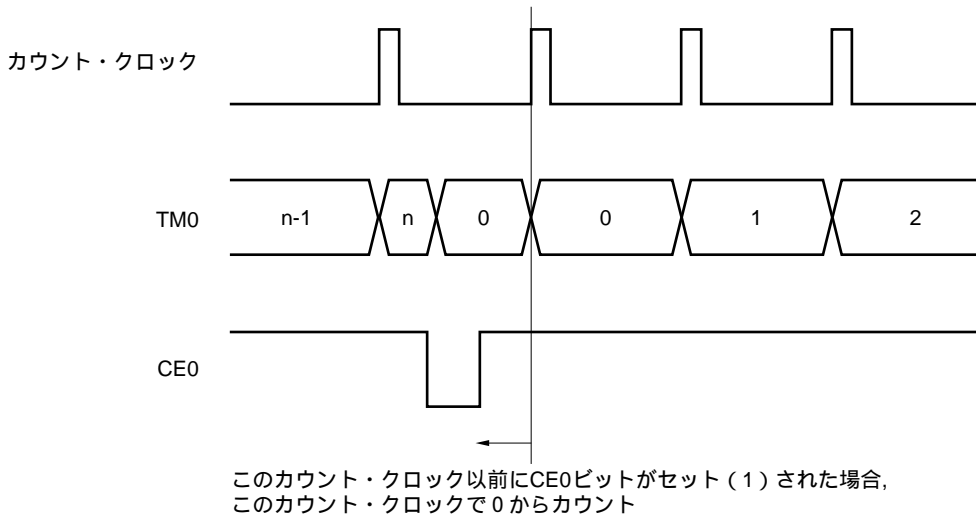 カウント・クロック
TM0 n-1 n 0 0 1 2
CE0
このカウント・クロック以前にCE0ビットがセット（1）された場合,
このカウント・クロックで0からカウント